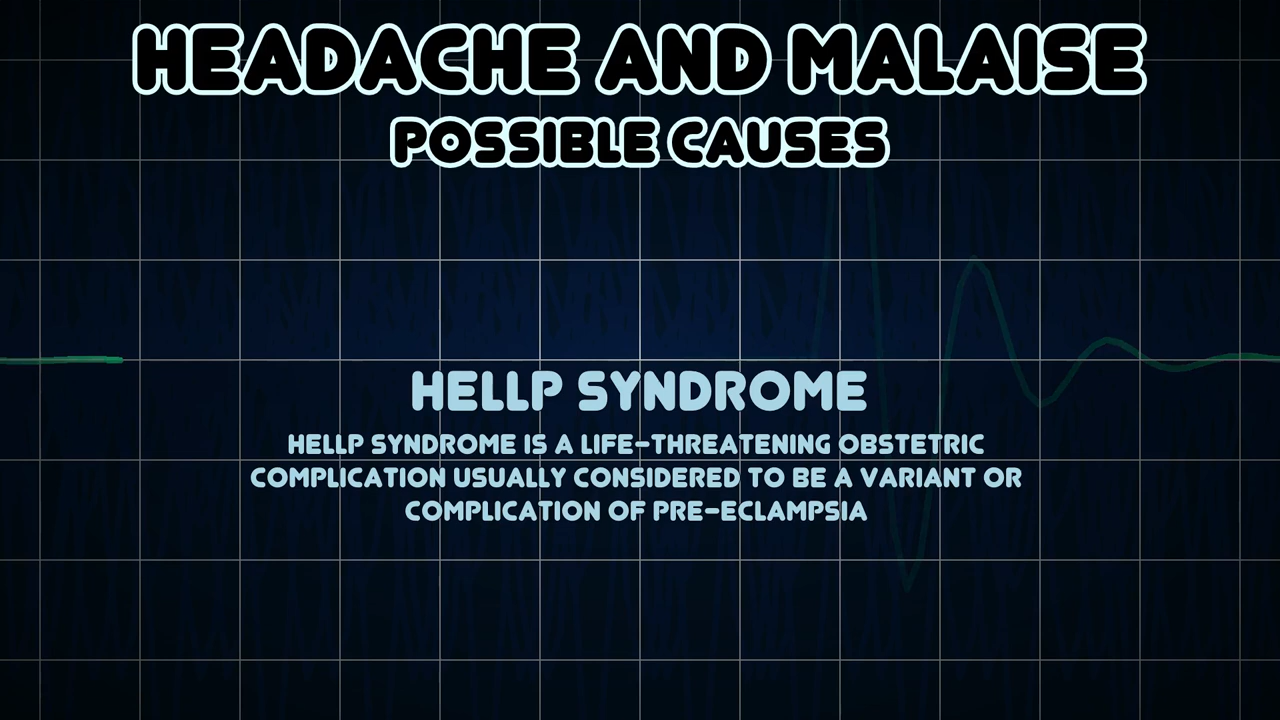 HEADACHE AND MALAISE
POSSIBLE CAUSES
HELLP SYNDROME
HELLP SYNDROME IS A LIFE-THREATENING OBSTETRIC
COMPLICATION USUALLY CONSIDERED TO BE A VARIANT OR
COMPLICATION OF PRE-ECLAMPSIA